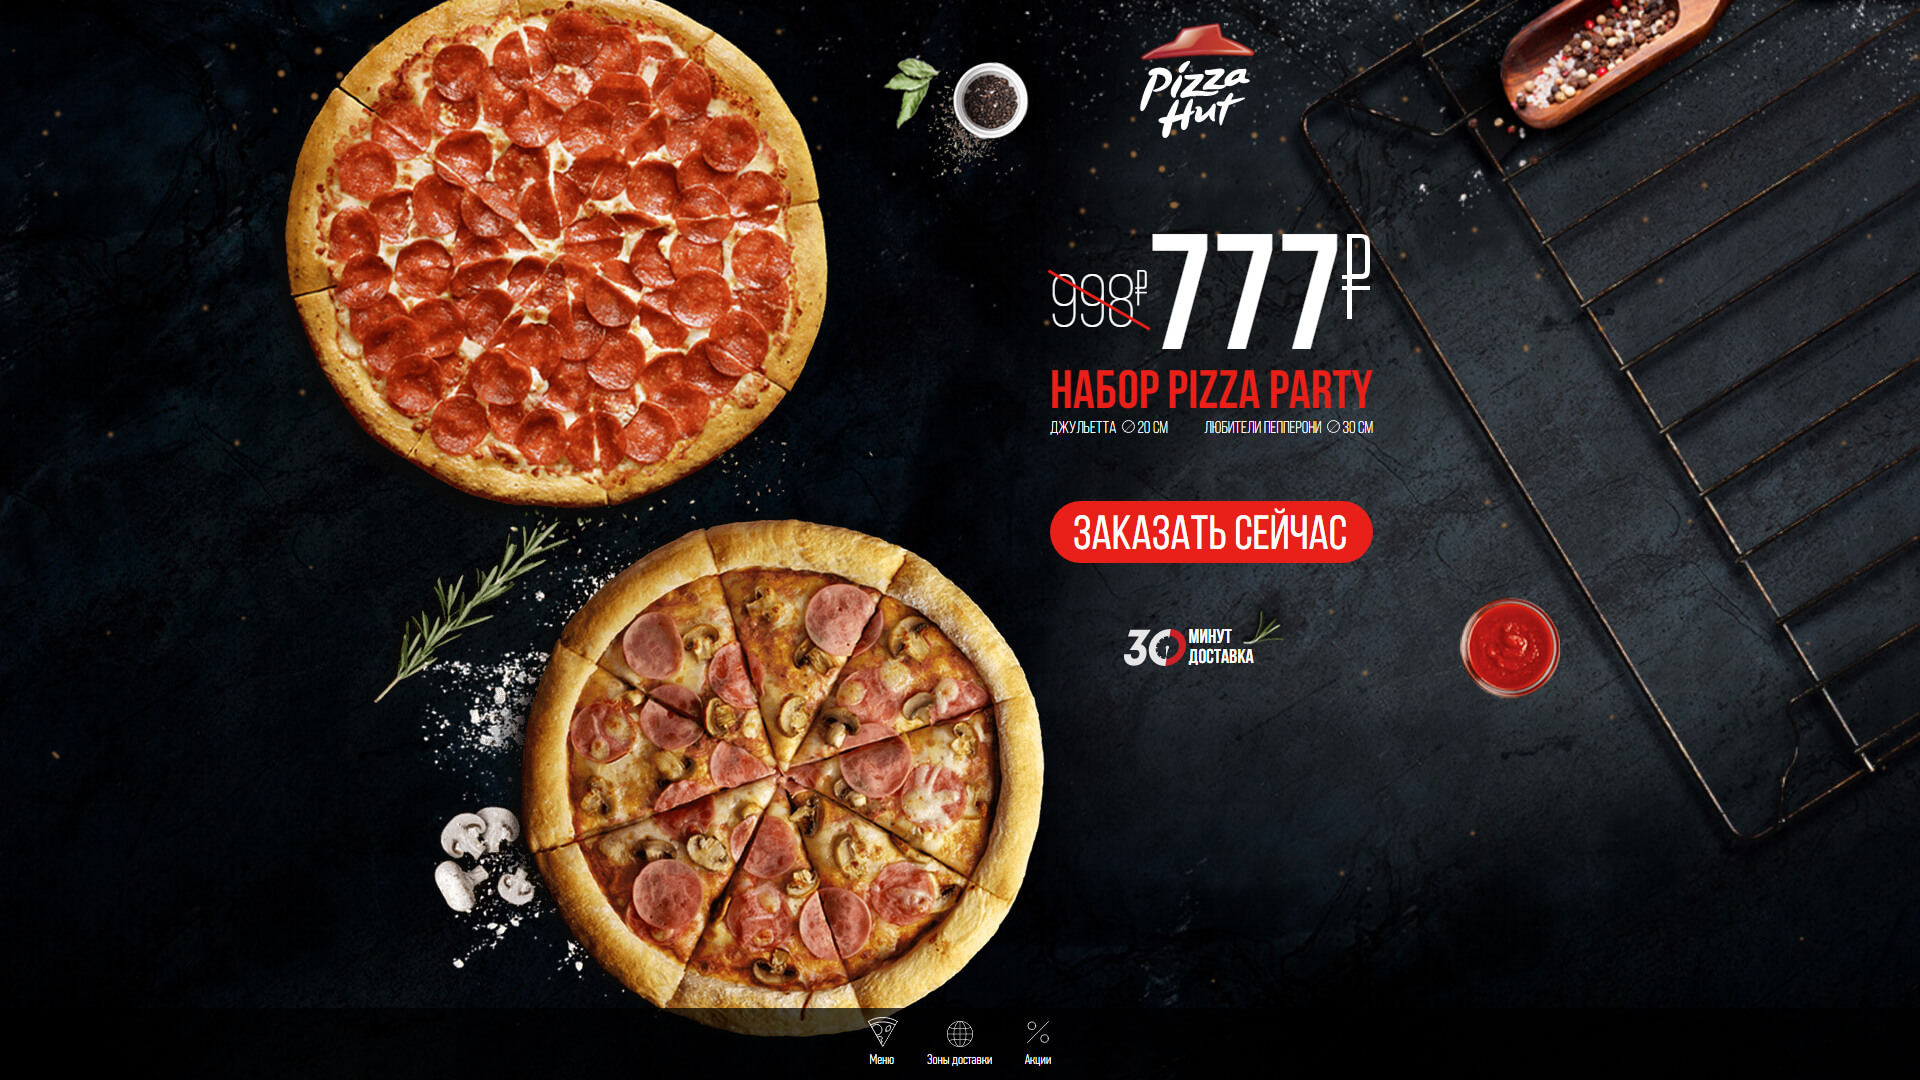 Pizza
Hut
998₽ 777₽
НАБОР PIZZA PARTY
ДЖУЛЬЕТТА ⌀ 20 СМ ЛЮБИТЕЛИ ПЕППЕРОНИ ⌀ 30 СМ
ЗАКАЗАТЬ СЕЙЧАС
30 МИНУТ
ДОСТАВКА
Меню Зоны доставки Акции